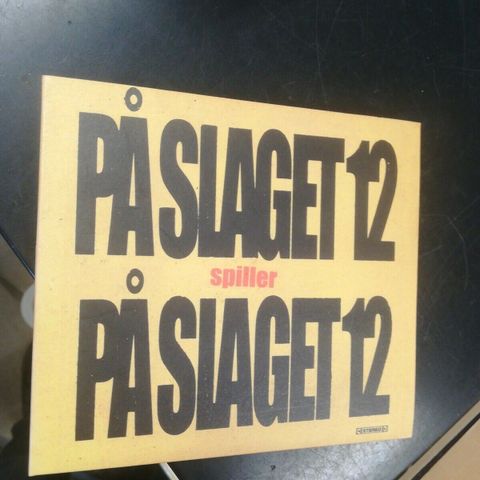 PÅ SLAGET 12
spiller
PÅ SLAGET 12
STEREO